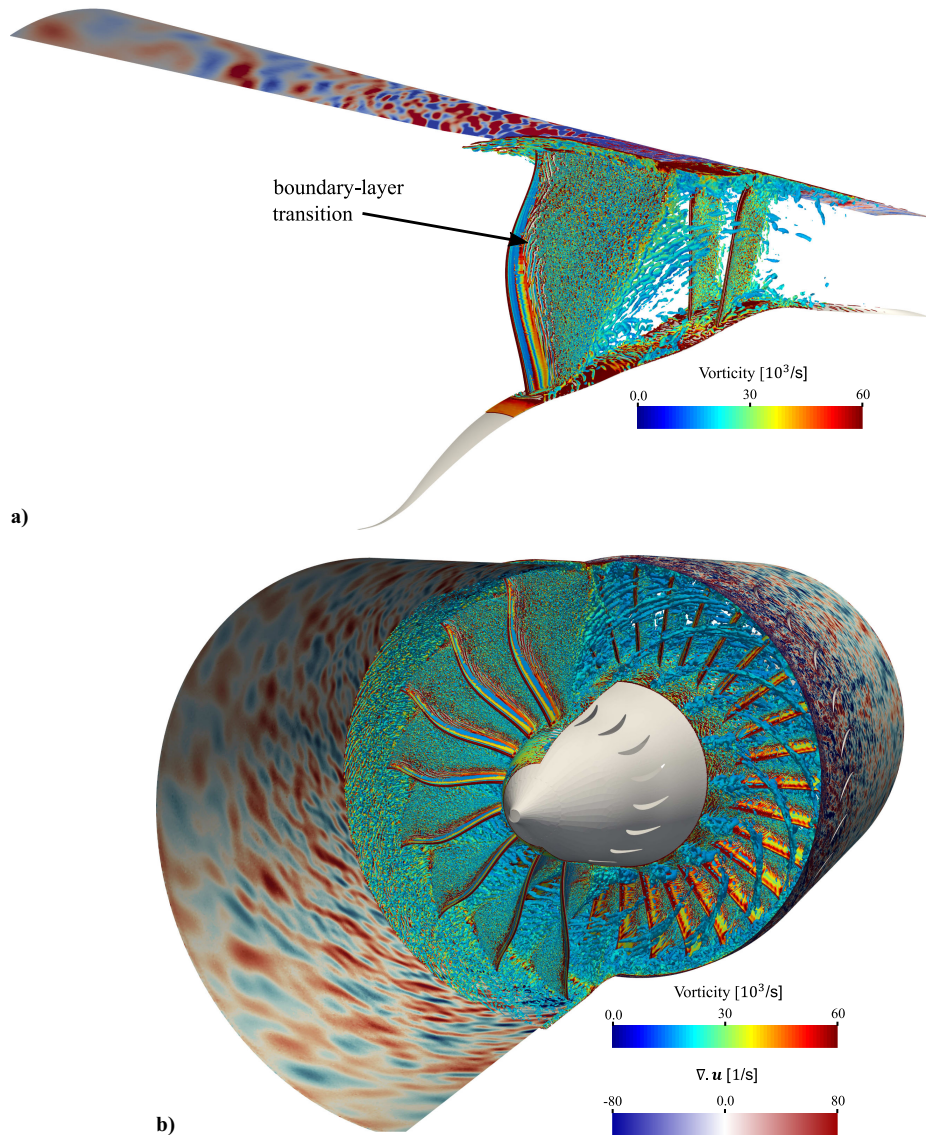 boundary-layer
transition
Vorticity [10³/s]
0.0 30 60
a)
Vorticity [10³/s]
0.0 30 60
∇. u [1/s]
-80 0.0 80
b)